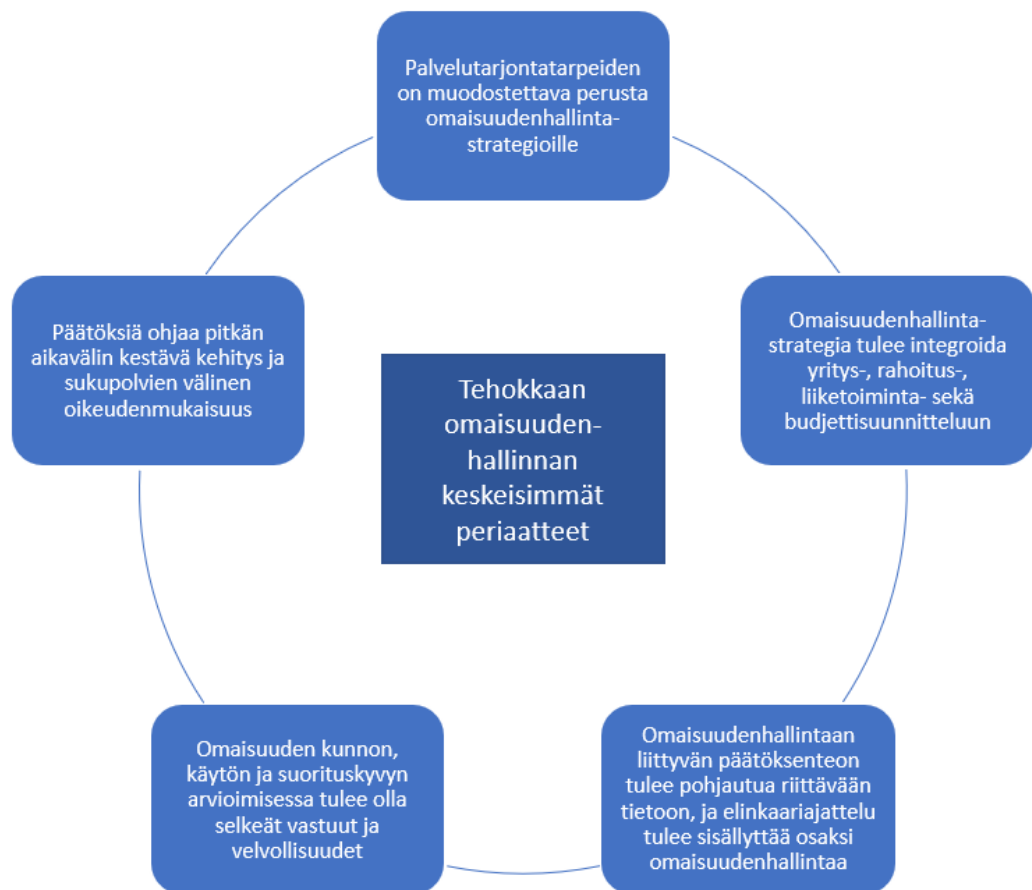 Palvelutarjontatarpeiden
on muodostettava perusta
omaisuudenhallinta-
strategioille
Omaisuudenhallinta-
strategia tulee integroida
yritys-, rahoitus-,
liiketoiminta- sekä
budjettisuunnitteluun
Omaisuudenhallintaan
liittyvän päätöksenteon
tulee pohjautua riittävään
tietoon, ja elinkaariajattelu
tulee sisällyttää osaksi
omaisuudenhallintaa
Omaisuuden kunnon,
käytön ja suorituskyvyn
arvioimisessa tulee olla
selkeät vastuut ja
velvollisuudet
Päätöksiä ohjaa pitkän
aikavälin kestävä kehitys ja
sukupolvien välinen
oikeudenmukaisuus
Tehokkaan
omaisuuden-
hallinnan
keskeisimmät
periaatteet